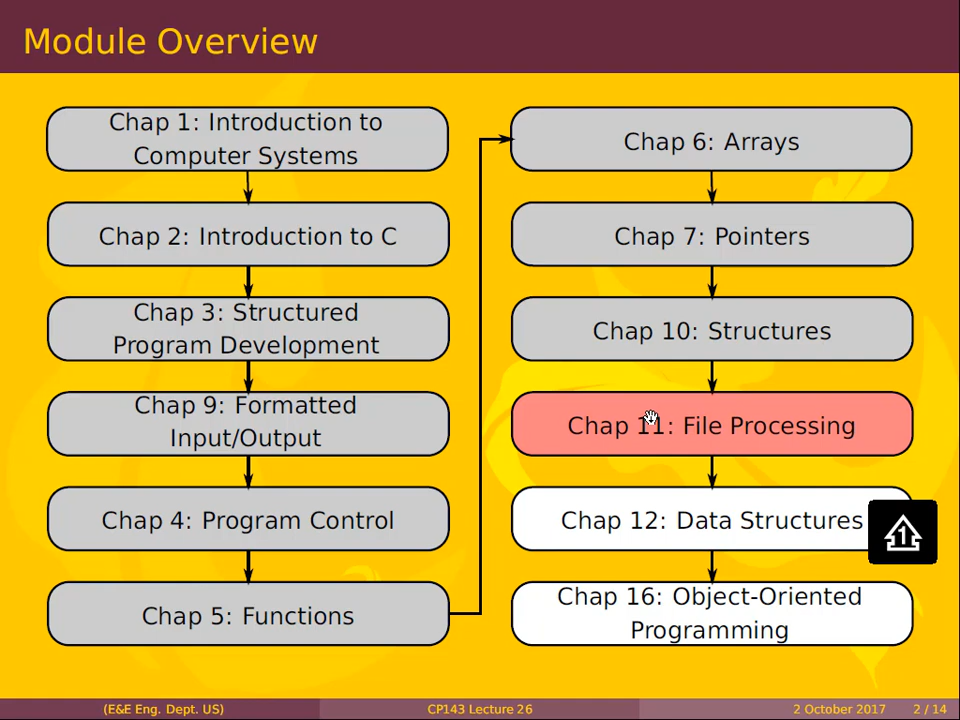 Module Overview
Chap 1: Introduction to
Computer Systems
Chap 2: Introduction to C
Chap 3: Structured
Program Development
Chap 9: Formatted
Input/Output
Chap 4: Program Control
Chap 5: Functions
Chap 6: Arrays
Chap 7: Pointers
Chap 10: Structures
Chap 11: File Processing
Chap 12: Data Structures
1
Chap 16: Object-Oriented
Programming
(E&E Eng. Dept. US)
CP143 Lecture 26
2 October 2017 2 / 14